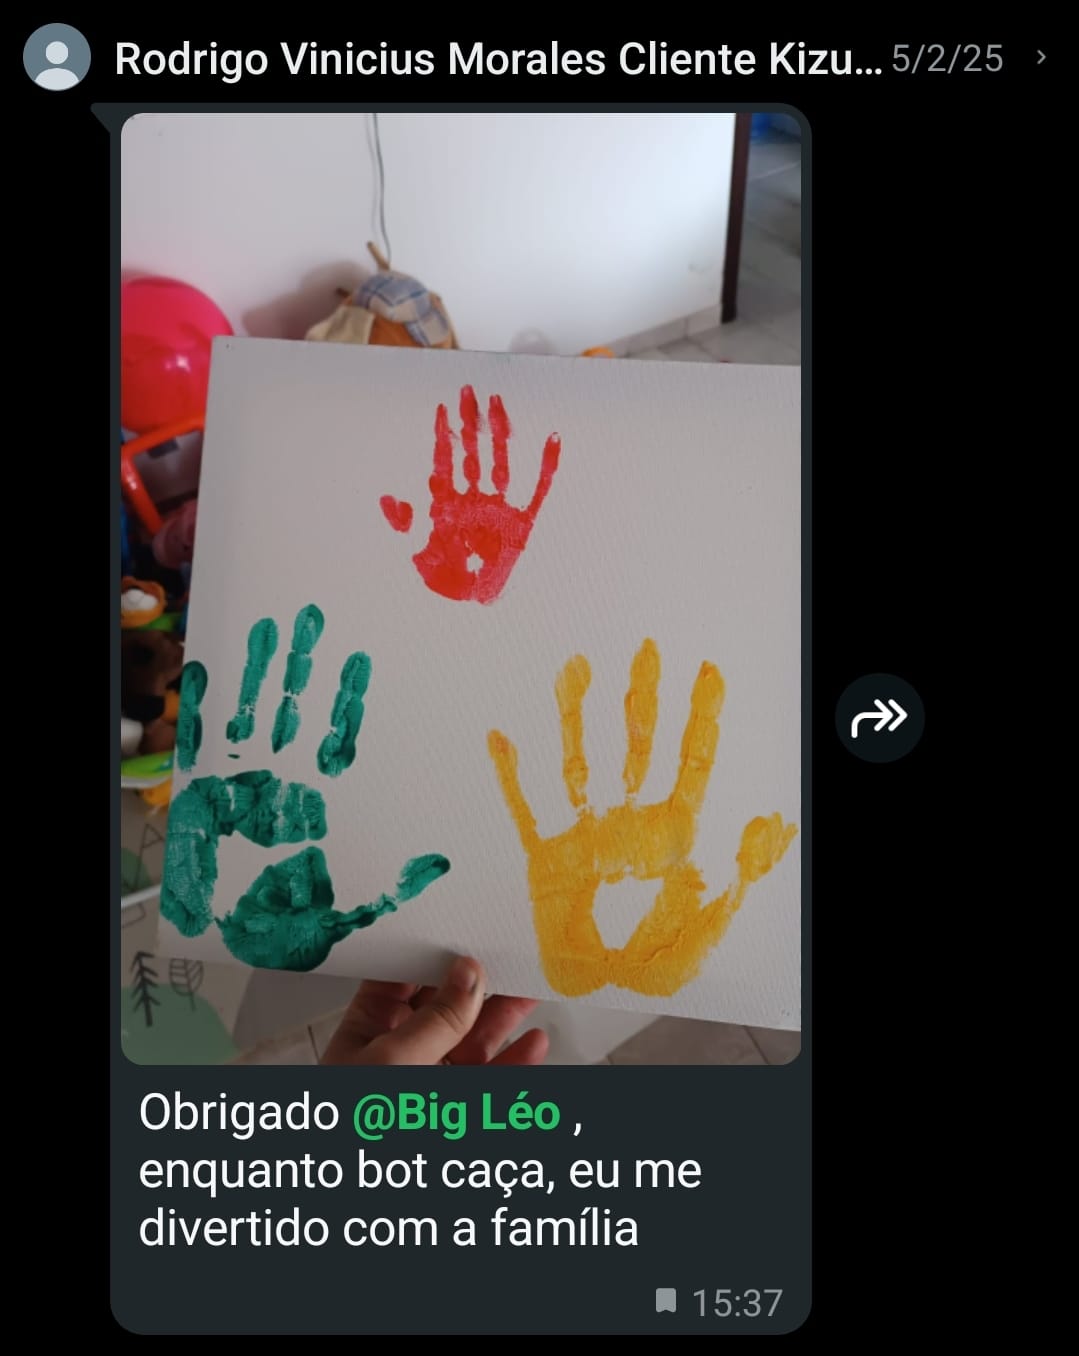 Rodrigo Vinicius Morales Cliente Kizu... 5/2/25
Obrigado @Big Léo ,
enquanto bot caça, eu me
divertido com a família
15:37